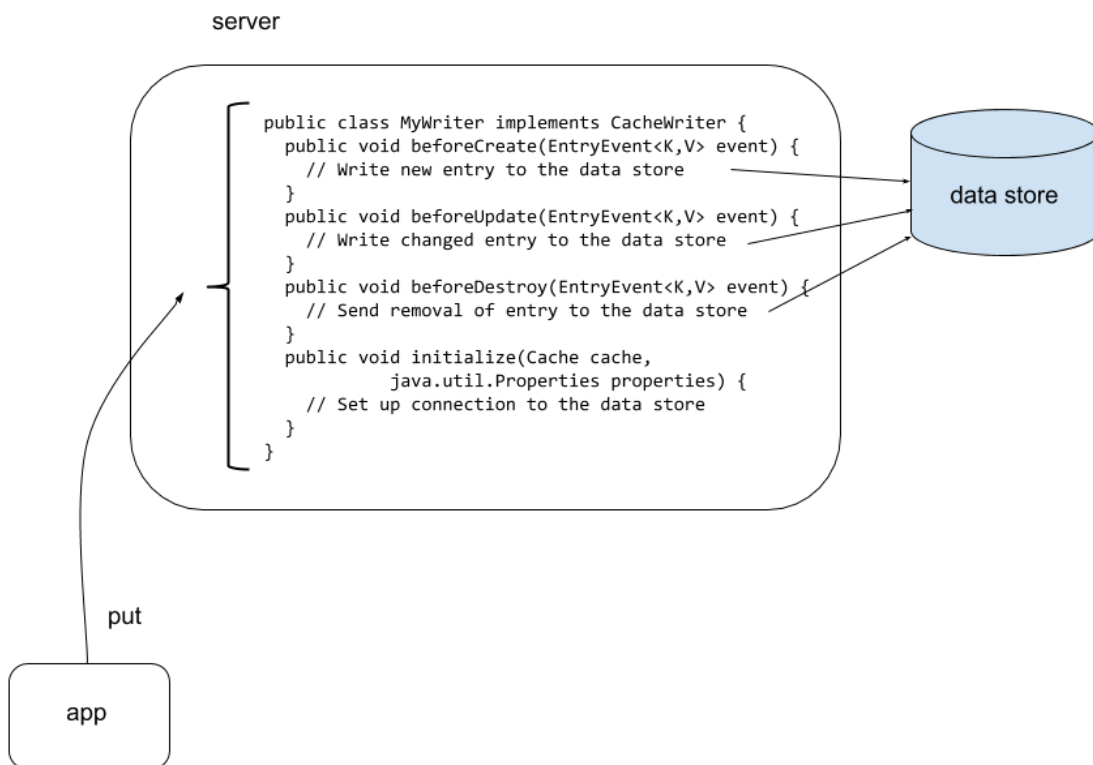 server
public class MyWriter implements CacheWriter {
  public void beforeCreate(EntryEvent<K,V> event) {
    // Write new entry to the data store
  }
  public void beforeUpdate(EntryEvent<K,V> event) {
    // Write changed entry to the data store
  }
  public void beforeDestroy(EntryEvent<K,V> event) {
    // Send removal of entry to the data store
  }
  public void initialize(Cache cache,
            java.util.Properties properties) {
    // Set up connection to the data store
  }
}
data store
put
app